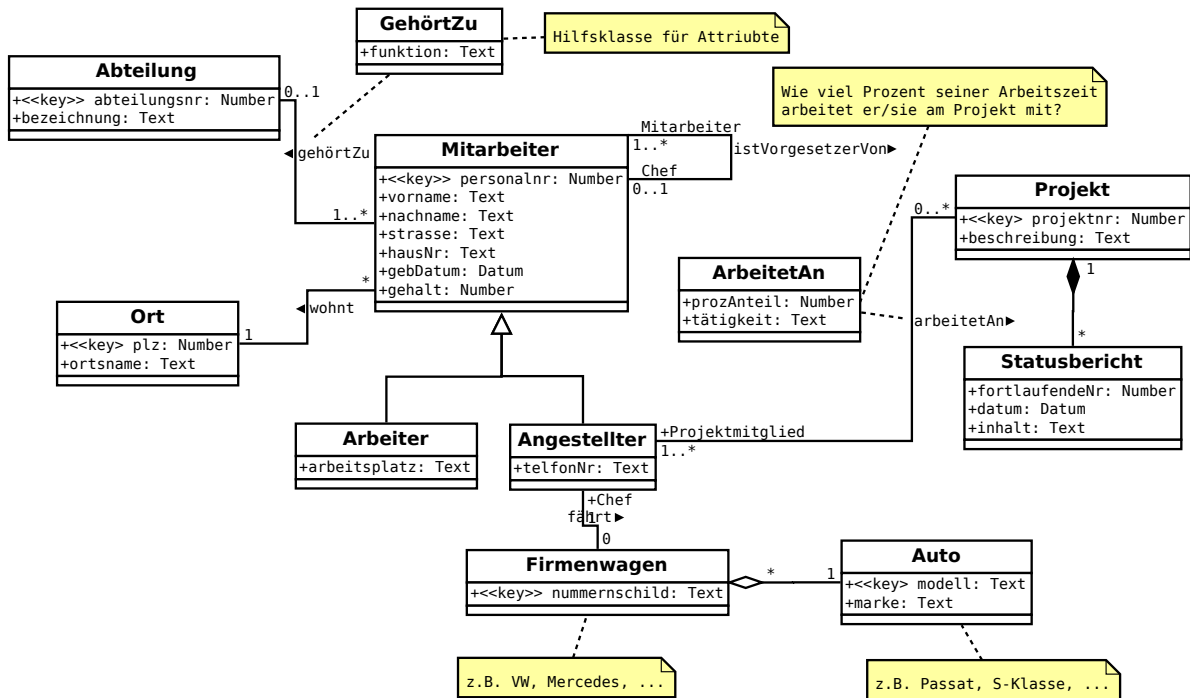 GehörtZu
+funktion: Text
Hilfsklasse für Attriubte
Abteilung
+<<key>> abteilungsnr: Number
+bezeichnung: Text
0..1
◄ gehörtZu
1..*
Wie viel Prozent seiner Arbeitszeit
arbeitet er/sie am Projekt mit?
Mitarbeiter
+<<key>> personalnr: Number
+vorname: Text
+nachname: Text
+strasse: Text
+hausNr: Text
+gebDatum: Datum
+gehalt: Number
Mitarbeiter
1..*
istVorgesetzerVon►
Chef
0..1
Projekt
+<<key> projektnr: Number
+beschreibung: Text
0..*
1
ArbeitetAn
+prozAnteil: Number
+tätigkeit: Text
arbeitetAn►
*
◄ wohnt
1
Ort
+<<key> plz: Number
+ortsname: Text
*
Statusbericht
+fortlaufendeNr: Number
+datum: Datum
+inhalt: Text
Arbeiter
+arbeitsplatz: Text
Angestellter
+telfonNr: Text
+Projektmitglied
1..*
+Chef
1
fährt►
0
Firmenwagen
+<<key>> nummernschild: Text
*
1
Auto
+<<key> modell: Text
+marke: Text
z.B. VW, Mercedes, ...
z.B. Passat, S-Klasse, ...